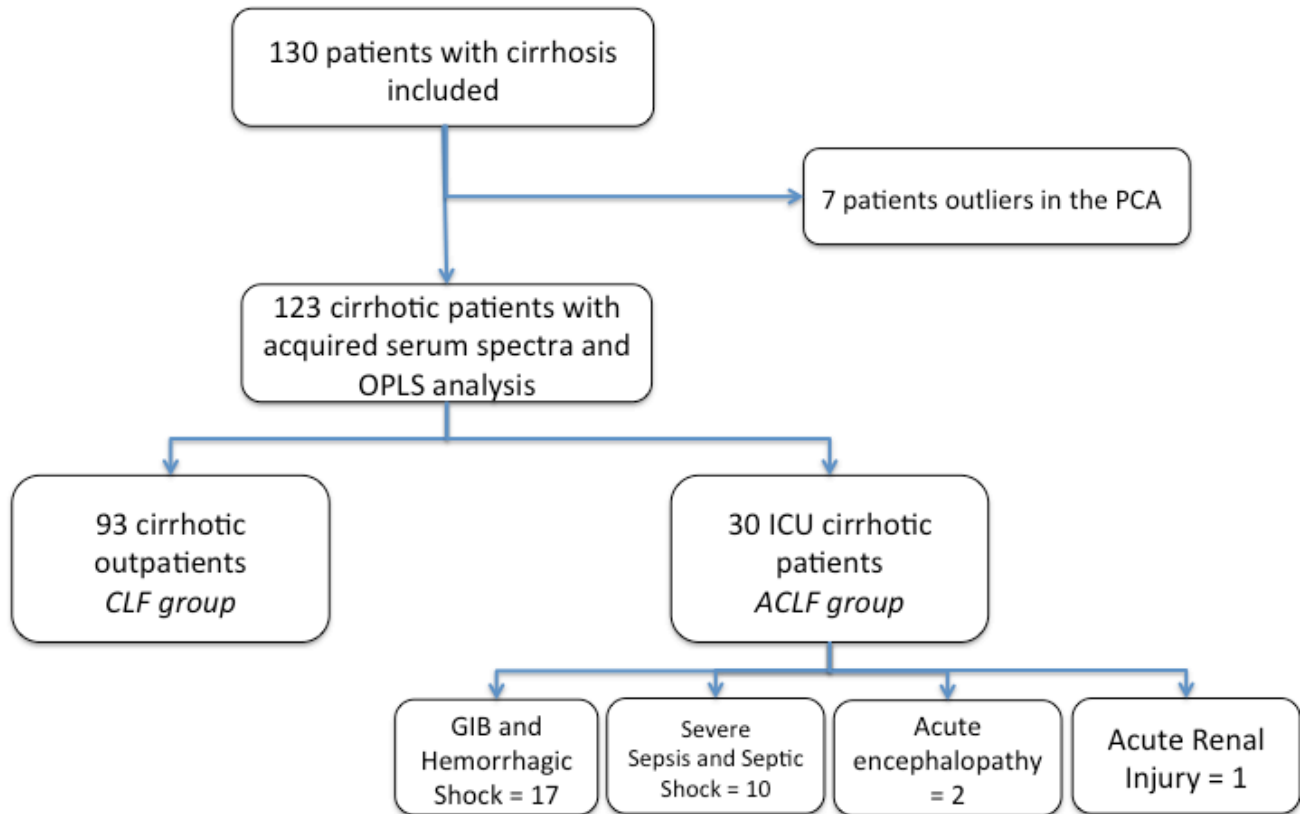 130 patients with cirrhosis
included
7 patients outliers in the PCA
123 cirrhotic patients with
acquired serum spectra and
OPLS analysis
93 cirrhotic
outpatients
CLF group
30 ICU cirrhotic
patients
ACLF group
GIB and
Hemorrhagic
Shock = 17
Severe
Sepsis and Septic
Shock = 10
Acute
encephalopathy
= 2
Acute Renal
Injury = 1